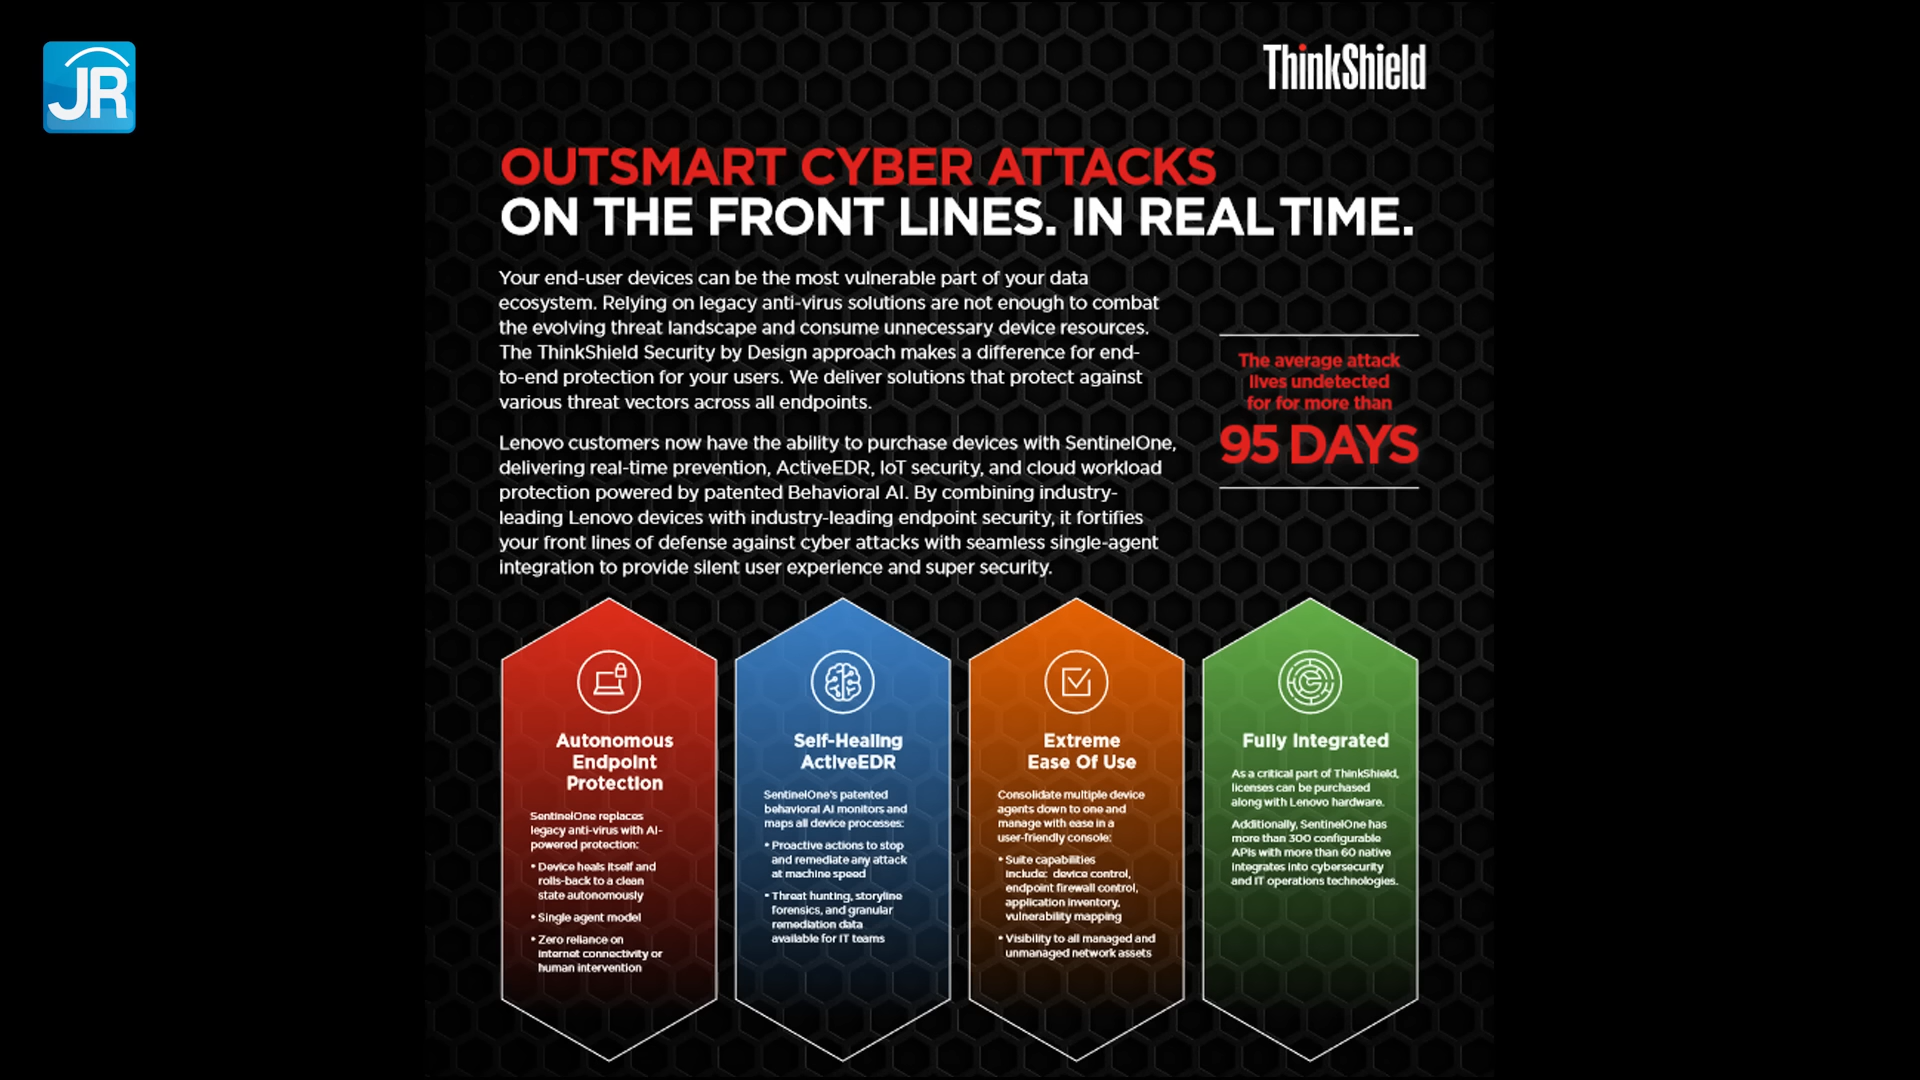 JR
ThinkShield
OUTSMART CYBER ATTACKS
ON THE FRONT LINES. IN REAL TIME.
Your end-user devices can be the most vulnerable part of your data
ecosystem. Relying on legacy anti-virus solutions are not enough to combat
the evolving threat landscape and consume unnecessary device resources.
The ThinkShield Security by Design approach makes a difference for end-
to-end protection for your users. We deliver solutions that protect against
various threat vectors across all endpoints.
Lenovo customers now have the ability to purchase devices with SentinelOne,
delivering real-time prevention, ActiveEDR, IoT security, and cloud workload
protection powered by patented Behavioral AI. By combining industry-
leading Lenovo devices with industry-leading endpoint security, it fortifies
your front lines of defense against cyber attacks with seamless single-agent
integration to provide silent user experience and super security.
The average attack
lives undetected
for for more than
95 DAYS
Autonomous
Endpoint
Protection
SentinelOne replaces
legacy anti-virus with AI-
powered protection:
• Device heals itself and
rolls-back to a clean
state autonomously
• Single agent model
• Zero reliance on
internet connectivity or
human intervention
Self-Healing
ActiveEDR
SentinelOne's patented
behavioral AI monitors and
maps all device processes:
• Proactive actions to stop
and remediate any attack
at machine speed
• Threat hunting, storyline
forensics, and granular
remediation data
available for IT teams
Extreme
Ease Of Use
Consolidate multiple device
agents down to one and
manage with ease in a
user-friendly console:
• Suite capabilities
include: device control,
endpoint firewall control,
application inventory,
vulnerability mapping
• Visibility to all managed and
unmanaged network assets
Fully Integrated
As a critical part of ThinkShield,
licenses can be purchased
along with Lenovo hardware.
Additionally, SentinelOne has
more than 300 configurable
APIs with more than 60 native
integrates into cybersecurity
and IT operations technologies.